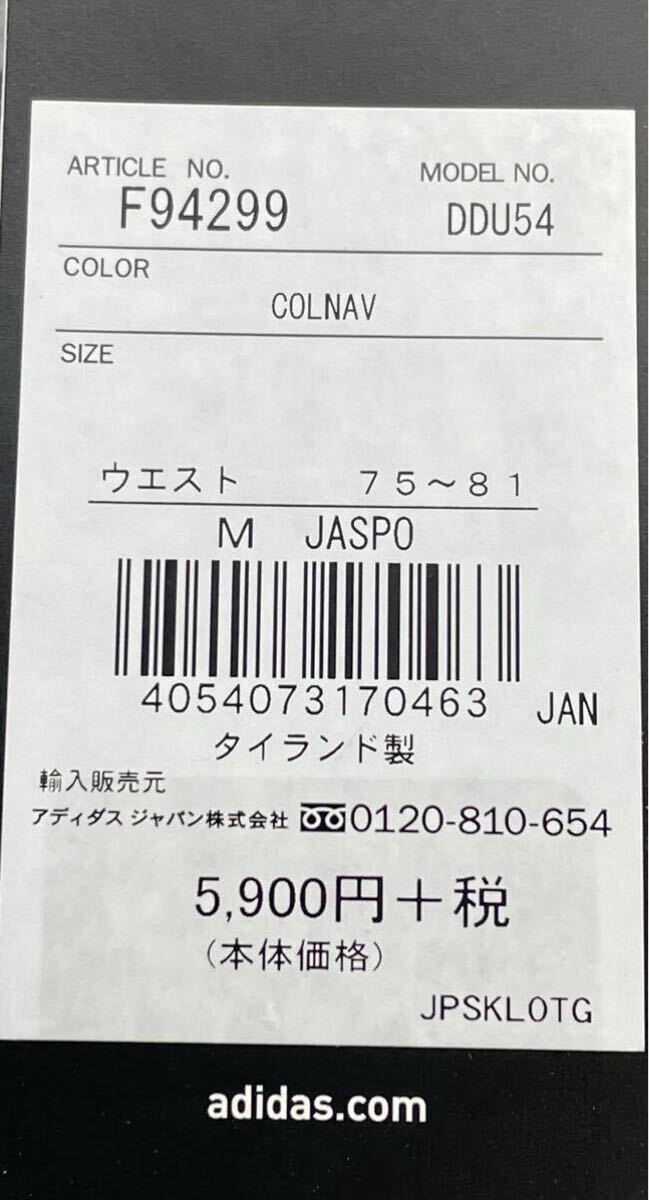 ARTICLE NO. MODEL NO.
F94299 DDU54
COLOR
COLNAV
SIZE
ウエスト ７５～８１
M JASPO
4054073170463 JAN
タイランド製
輸入販売元
アディダス ジャパン株式会社 0120-810-654
5,900円＋税
(本体価格)
JPSKLOTG
adidas.com